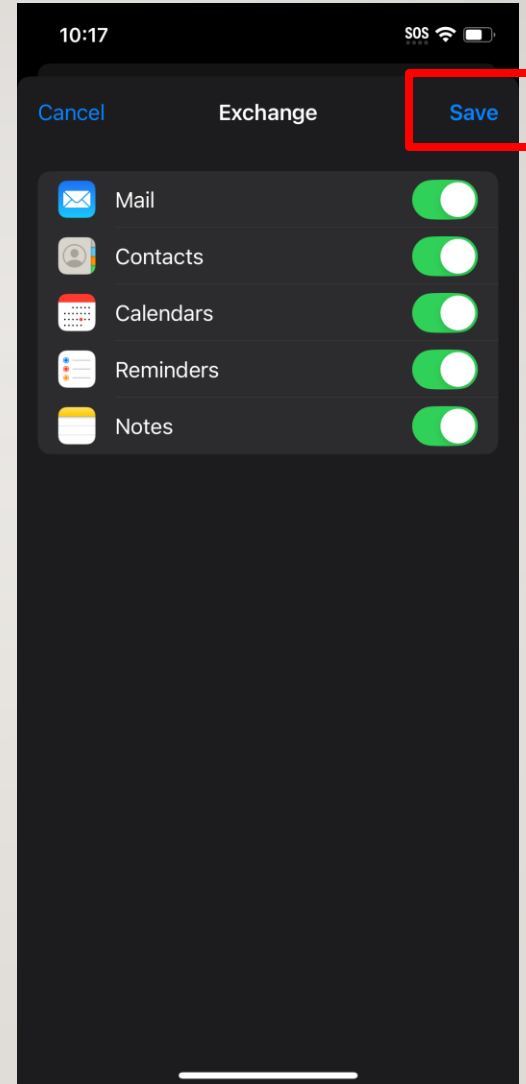 10:17 SOS
Cancel Exchange Save
Mail
Contacts
Calendars
Reminders
Notes